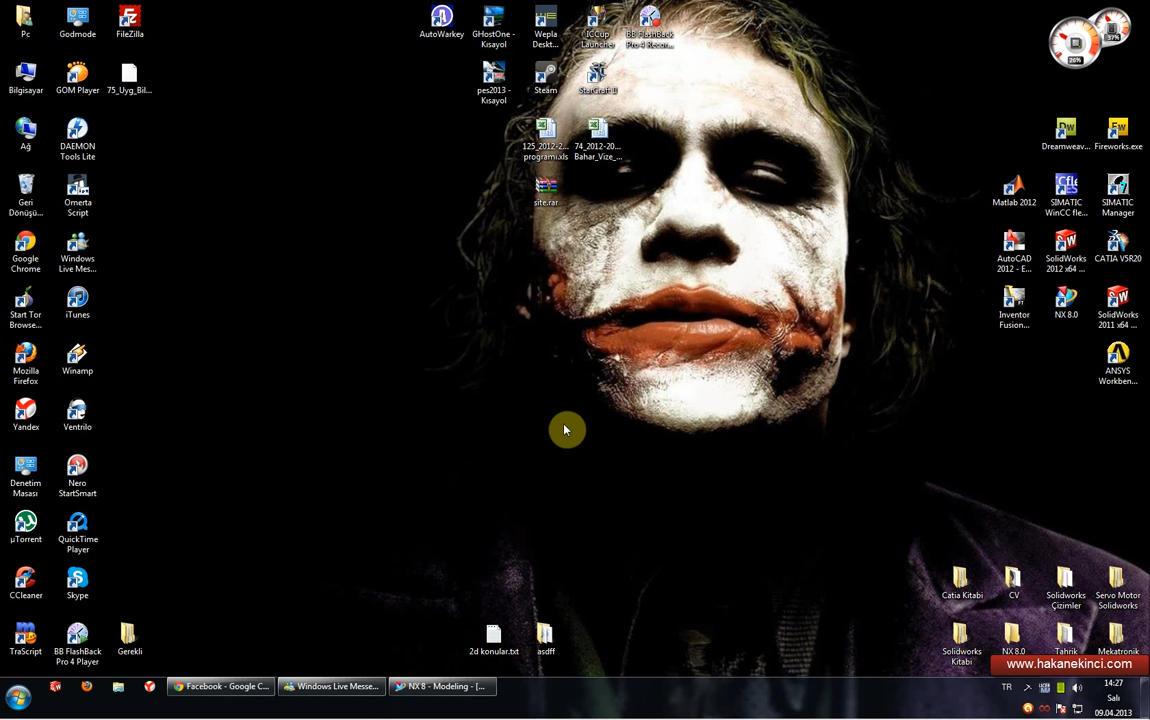 Pc
Godmode
FileZilla
AutoWarkey
GHostOne -
Kısayol
Wepla
Deskt...
ICCup
Launcher
BB FlashBack
Pro 4 Recor...
37%
26%
Bilgisayar
GOM Player
75_Uyg_Bil...
pes2013 -
Kısayol
Steam
StarCraft II
Ağ
DAEMON
Tools Lite
125_2012-2...
programi.xls
74_2012-20...
Bahar_Vize_...
Dreamweav...
Fireworks.exe
Geri
Dönüşü...
Omerta
Script
site.rar
Matlab 2012
SIMATIC
WinCC fle...
SIMATIC
Manager
Google
Chrome
Windows
Live Mes...
AutoCAD
2012 - E...
SolidWorks
2012 x64 ...
CATIA V5R20
Start Tor
Browse...
iTunes
Inventor
Fusion...
NX 8.0
SolidWorks
2011 x64 ...
Mozilla
Firefox
Winamp
ANSYS
Workben...
Yandex
Ventrilo
Denetim
Masası
Nero
StartSmart
µTorrent
QuickTime
Player
CCleaner
Skype
Catia Kitabi
CV
Solidworks
Çizimler
Servo Motor
Solidworks
TraScript
BB FlashBack
Pro 4 Player
Gerekli
2d konular.txt
asdff
Solidworks
Kitabi
NX 8.0
Tahrik
Mekatronik
www.hakanekinci.com
Facebook - Google C...
Windows Live Messe...
NX 8 - Modeling - [...
TR
14:27
Salı
09.04.2013